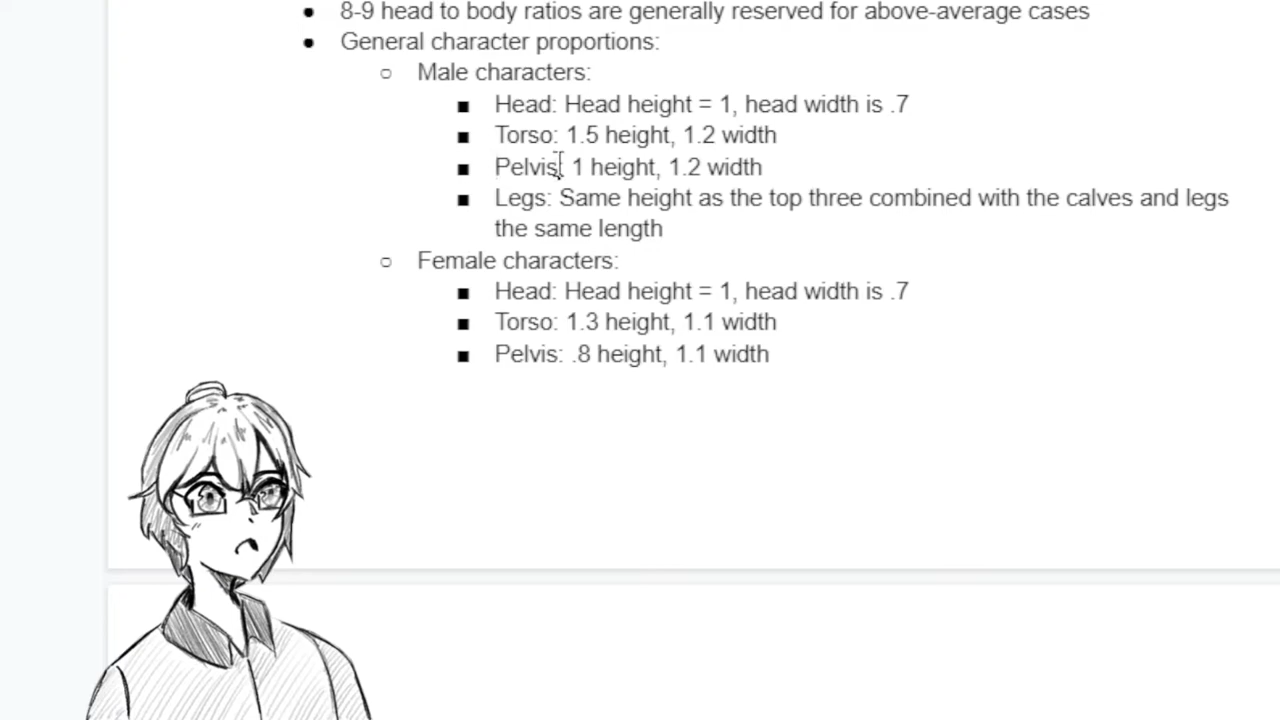 8-9 head to body ratios are generally reserved for above-average cases
General character proportions:
Male characters:
Head: Head height = 1, head width is .7
Torso: 1.5 height, 1.2 width
Pelvis: 1 height, 1.2 width
Legs: Same height as the top three combined with the calves and legs
the same length
Female characters:
Head: Head height = 1, head width is .7
Torso: 1.3 height, 1.1 width
Pelvis: .8 height, 1.1 width